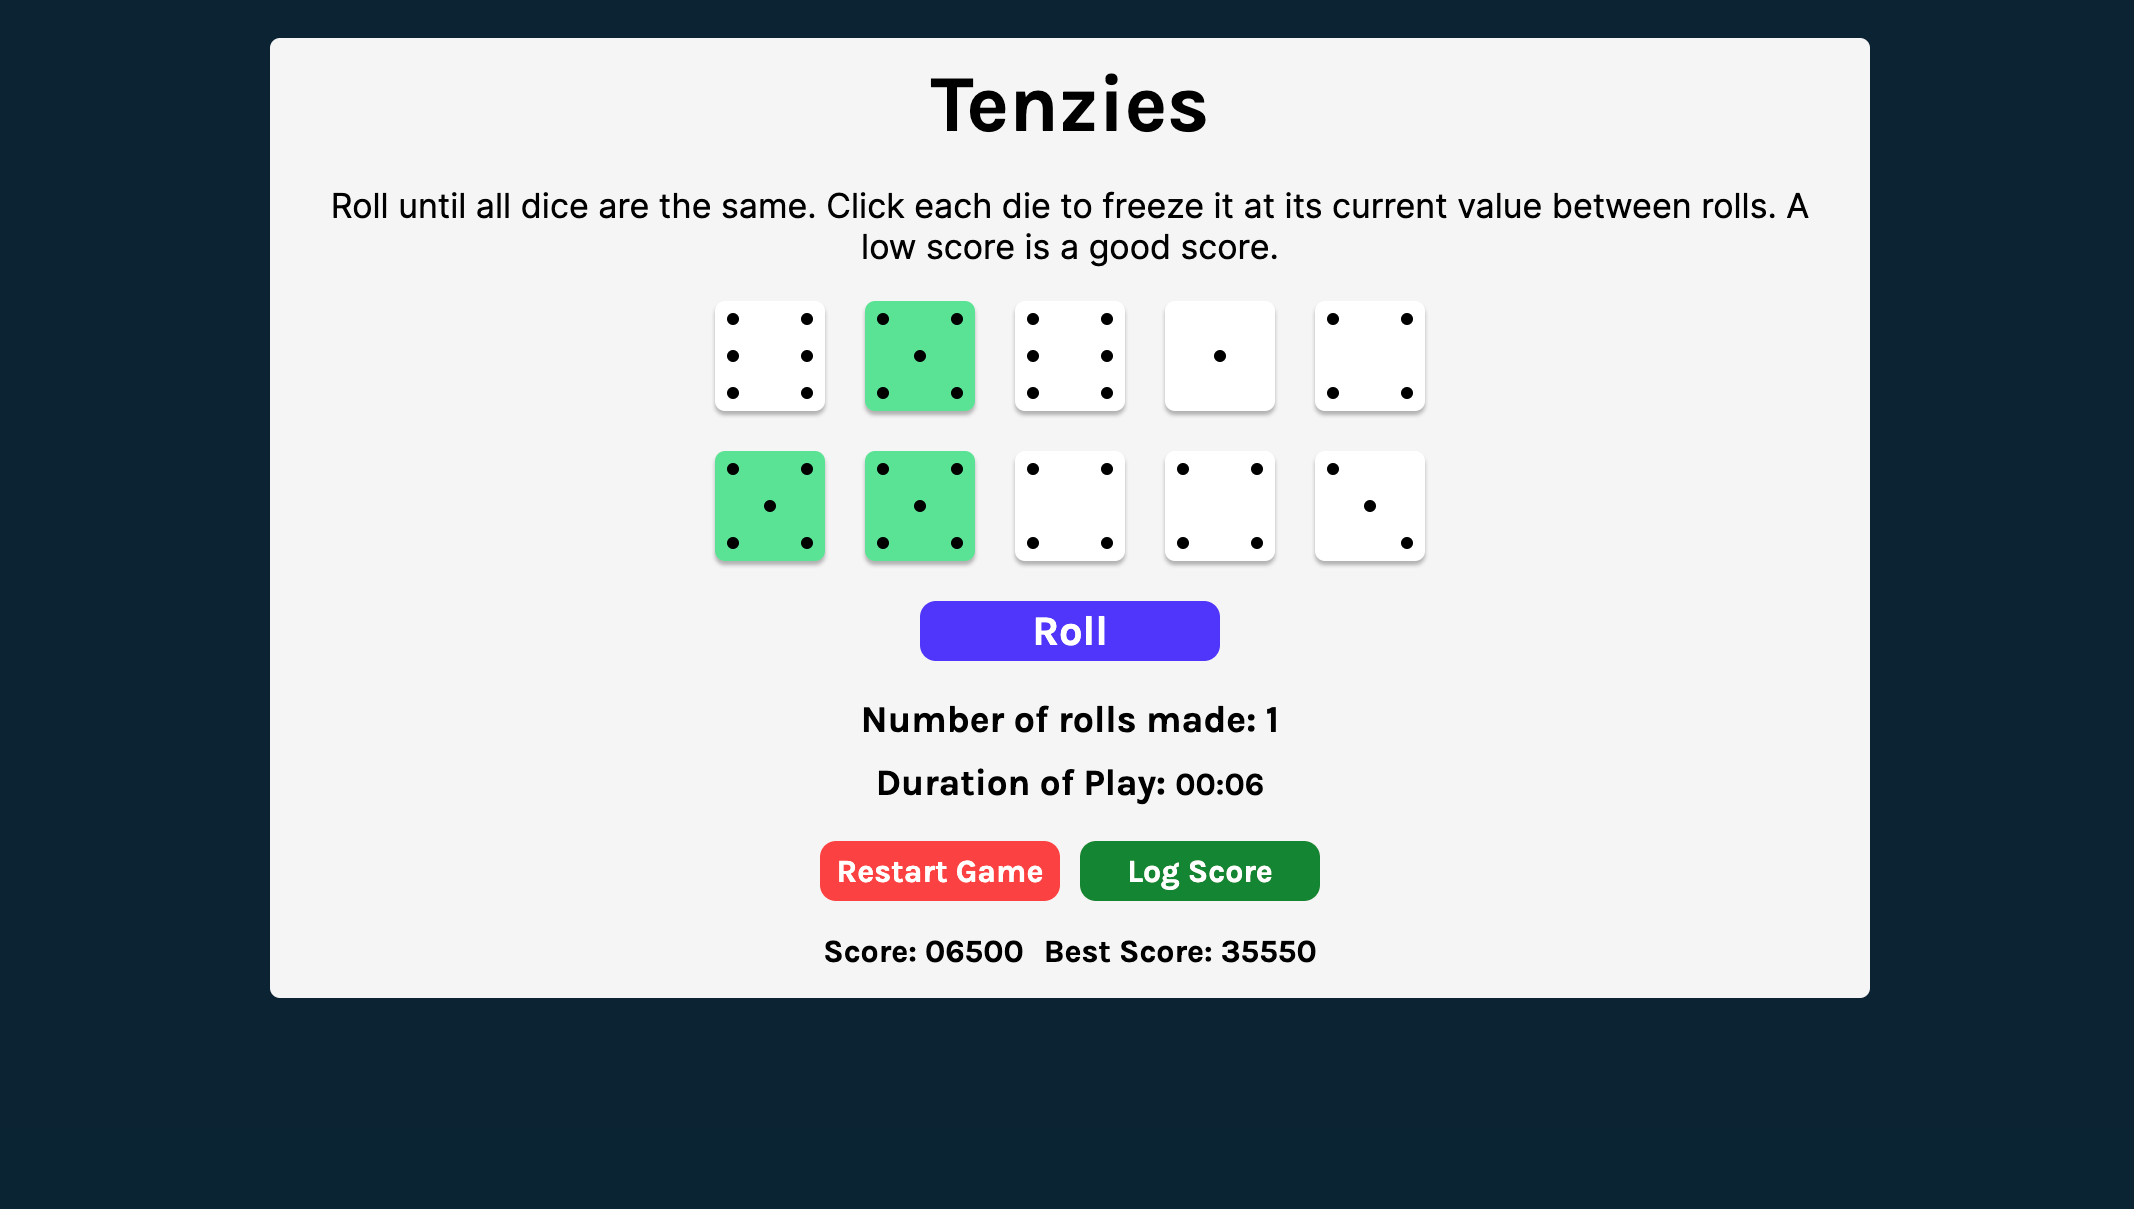 Tenzies
Roll until all dice are the same. Click each die to freeze it at its current value between rolls. A
low score is a good score.
Roll
Number of rolls made: 1
Duration of Play: 00:06
Restart Game Log Score
Score: 06500 Best Score: 35550